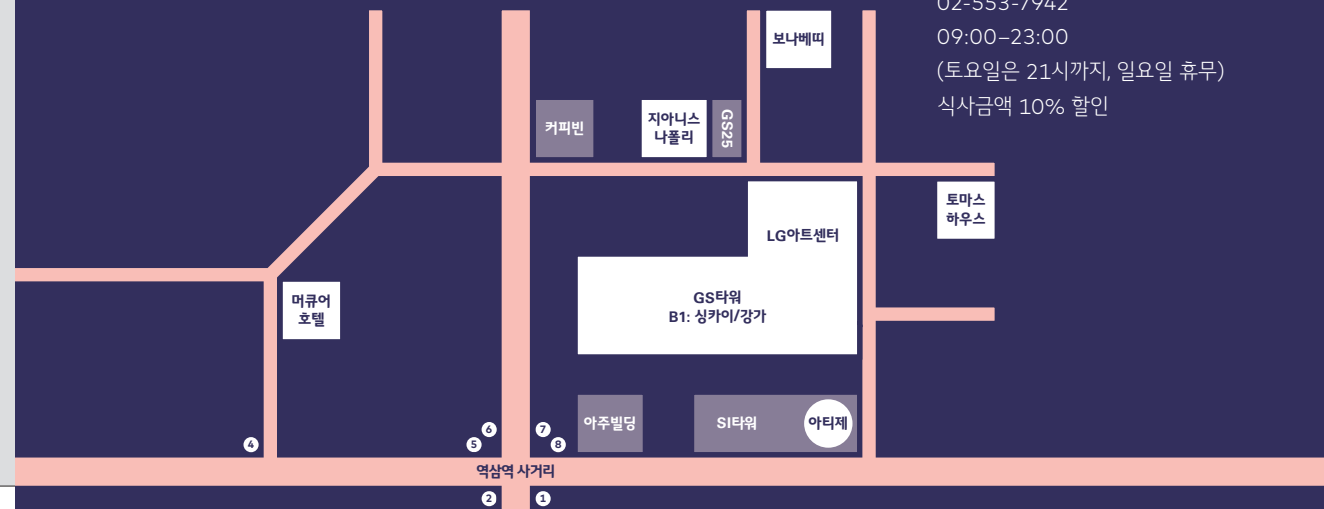 02-553-7942
09:00–23:00
(토요일은 21시까지, 일요일 휴무)
식사금액 10% 할인
보나베띠
커피빈
지아니스
나폴리
GS25
토마스
하우스
LG아트센터
GS타워
B1: 싱카이/강가
머큐어
호텔
아주빌딩
SI타워
아티제
4
5
6
7
8
역삼역 사거리
2
1